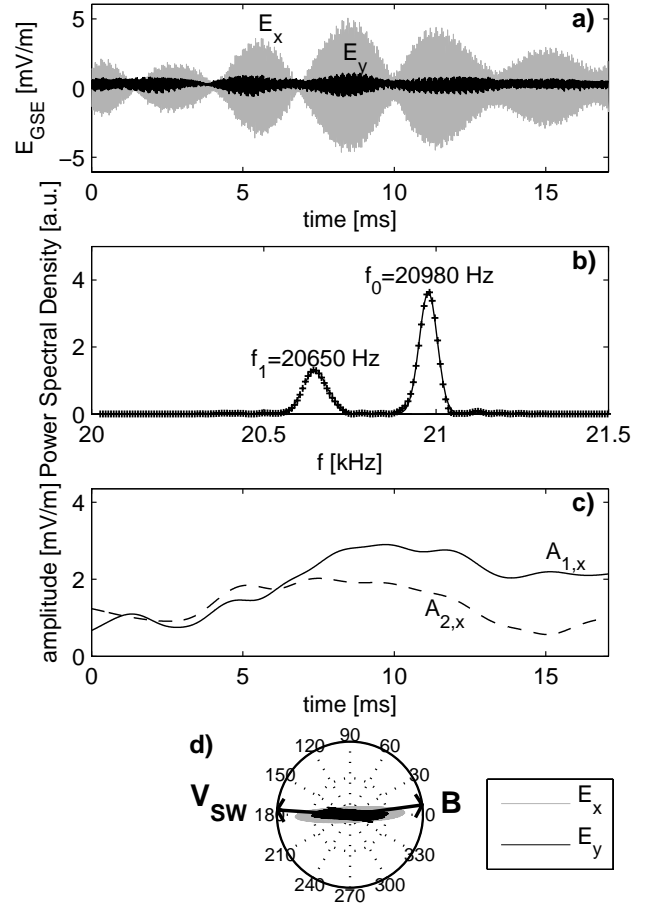 a)
E_x
E_y
E_GSE [mV/m]
5
0
−5
0 5 10 15
time [ms]
b)
f_0=20980 Hz
f_1=20650 Hz
Power Spectral Density [a.u.]
4
2
0
20 20.5 21 21.5
f [kHz]
c)
A_1,x
A_2,x
amplitude [mV/m]
4
2
0
0 5 10 15
time [ms]
d)
90
120 60
150 30
V_SW 180 0 B
210 330
240 300
270
E_x
E_y